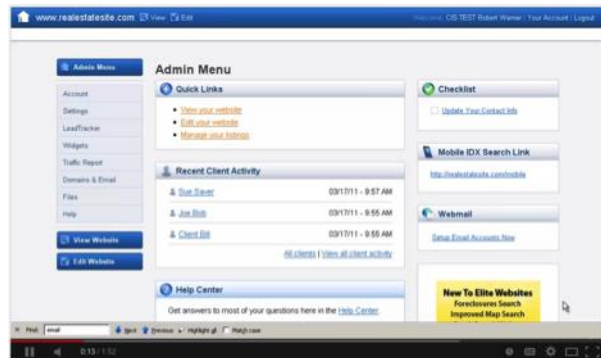 www.realestatesite.com View Edit
Welcome, CIS-TEST Robert Warner | Your Account | Logout
Admin Menu
Account
Settings
LeadTracker
Widgets
Traffic Report
Domains & Email
Files
Help
View Website
Edit Website
Admin Menu
Quick Links
View your website
Edit your website
Manage your listings
Recent Client Activity
Sue Saver 03/17/11 - 9:57 AM
Joe Bob 03/17/11 - 9:56 AM
Client Bill 03/17/11 - 9:55 AM
All clients | View all client activity
Help Center
Get answers to most of your questions here in the Help Center.
Checklist
Update Your Contact Info
Mobile IDX Search Link
http://realestatesite.com/mobile
Webmail
Setup Email Accounts Now
New To Elite Websites
Foreclosures Search
Improved Map Search
× Find: email Next Previous Highlight all Match case
0:13 / 1:52